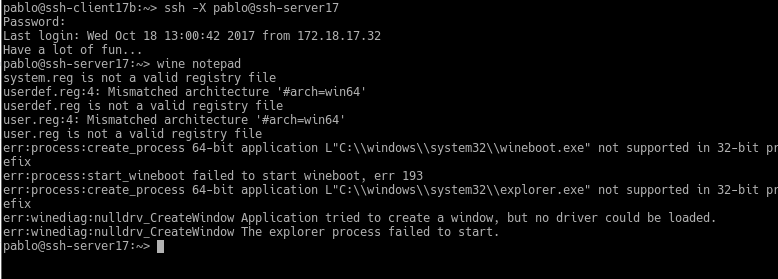 pablo@ssh-client17b:~> ssh -X pablo@ssh-server17
Password:
Last login: Wed Oct 18 13:00:42 2017 from 172.18.17.32
Have a lot of fun...
pablo@ssh-server17:~> wine notepad
system.reg is not a valid registry file
userdef.reg:4: Mismatched architecture '#arch=win64'
userdef.reg is not a valid registry file
user.reg:4: Mismatched architecture '#arch=win64'
user.reg is not a valid registry file
err:process:create_process 64-bit application L"C:\\windows\\system32\\wineboot.exe" not supported in 32-bit pr
efix
err:process:start_wineboot failed to start wineboot, err 193
err:process:create_process 64-bit application L"C:\\windows\\system32\\explorer.exe" not supported in 32-bit pr
efix
err:winediag:nulldrv_CreateWindow Application tried to create a window, but no driver could be loaded.
err:winediag:nulldrv_CreateWindow The explorer process failed to start.
pablo@ssh-server17:~>